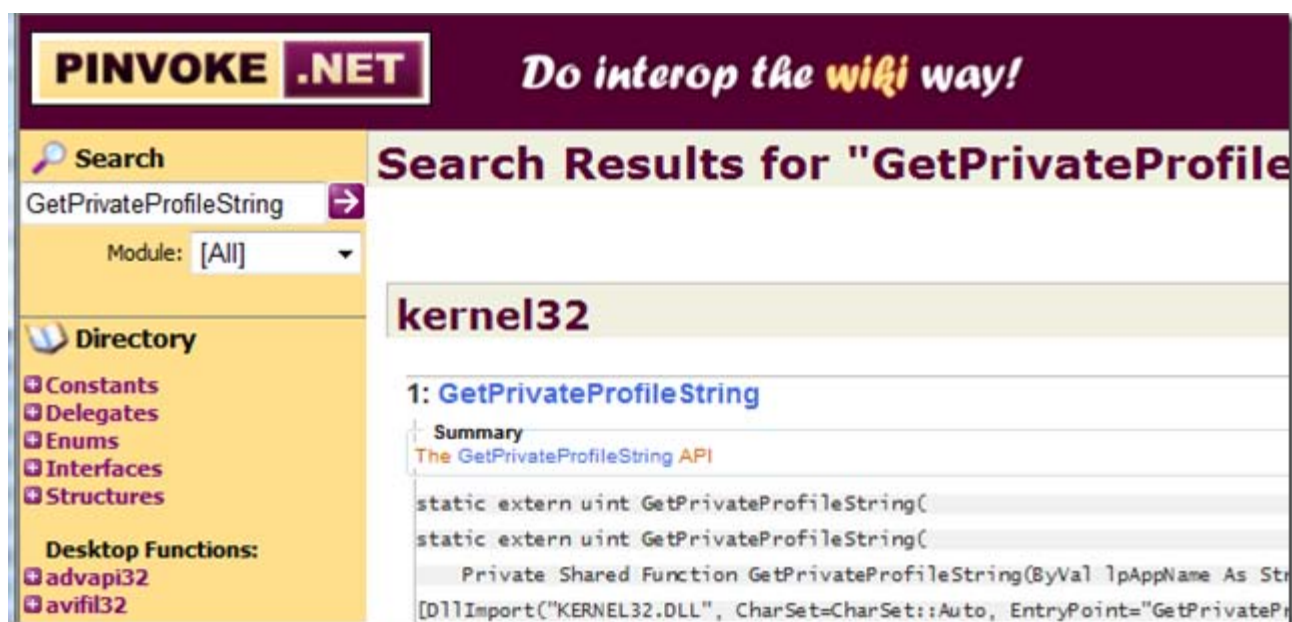 PINVOKE .NET
Do interop the wiki way!
Search
GetPrivateProfileString
Module: [All]
Directory
Constants
Delegates
Enums
Interfaces
Structures
Desktop Functions:
advapi32
avifil32
Search Results for "GetPrivateProfile
kernel32
1: GetPrivateProfileString
Summary
The GetPrivateProfileString API
static extern uint GetPrivateProfileString(
static extern uint GetPrivateProfileString(
Private Shared Function GetPrivateProfileString(ByVal lpAppName As Str
[DllImport("KERNEL32.DLL", CharSet=CharSet::Auto, EntryPoint="GetPrivatePr